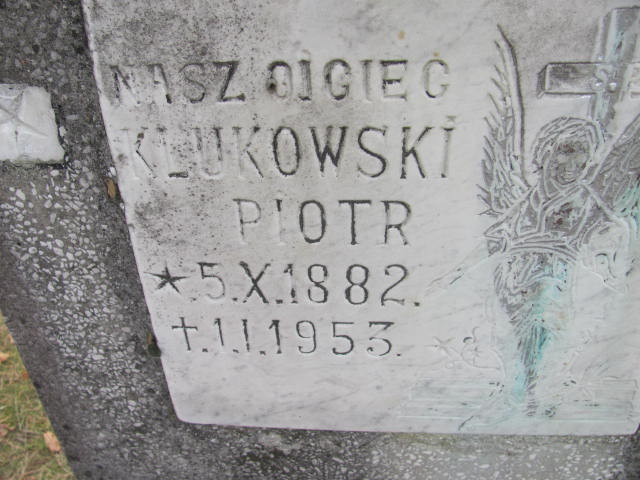 NASZ OJCIEC
KLUKOWSKI
PIOTR
*.5.X.1882.
†.1.I.1953.